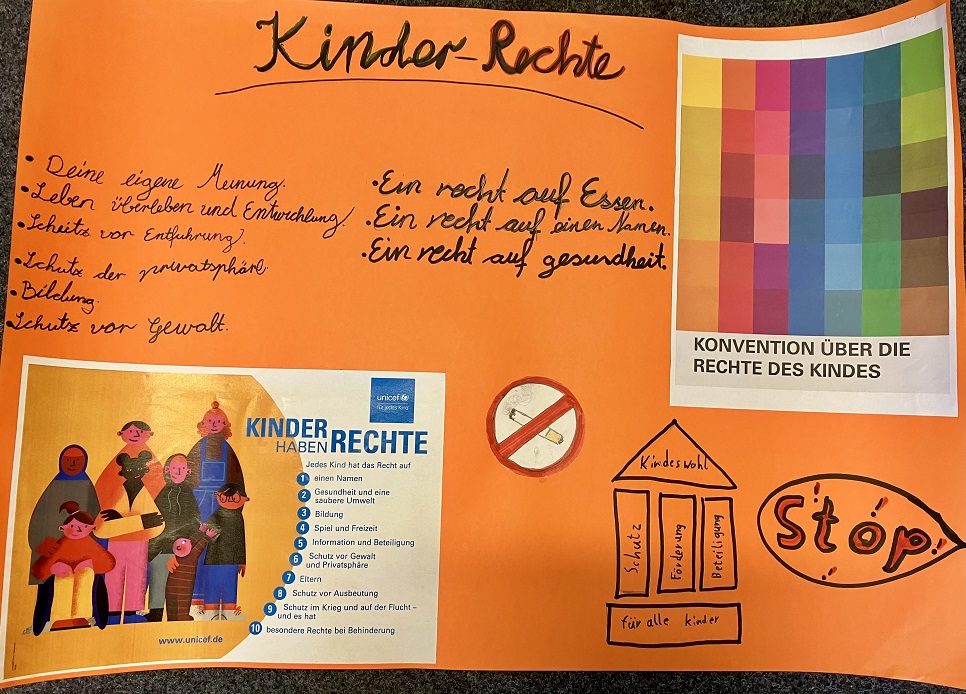 Kinder-Rechte
• Deine eigene Meinung.
• Leben überleben und Entwicklung.
• Scheitz vor Entfuhrung.
• Schutz der privatsphäre.
• Bildung.
• Schutz vor Gewalt.
• Ein recht auf Essen.
• Ein recht auf einen Namen.
• Ein recht auf gesundheit.
KONVENTION ÜBER DIE
RECHTE DES KINDES
unicef
für jedes Kind
KINDER
HABEN RECHTE
Jedes Kind hat das Recht auf
1 einen Namen
2 Gesundheit und eine
saubere Umwelt
3 Bildung
4 Spiel und Freizeit
5 Information und Beteiligung
6 Schutz vor Gewalt
und Privatsphäre
7 Eltern
8 Schutz vor Ausbeutung
9 Schutz im Krieg und auf der Flucht –
und es hat
10 besondere Rechte bei Behinderung
www.unicef.de
Kindeswohl
Schutz
Förderung
Beteiligung
für alle kinder
Stop!